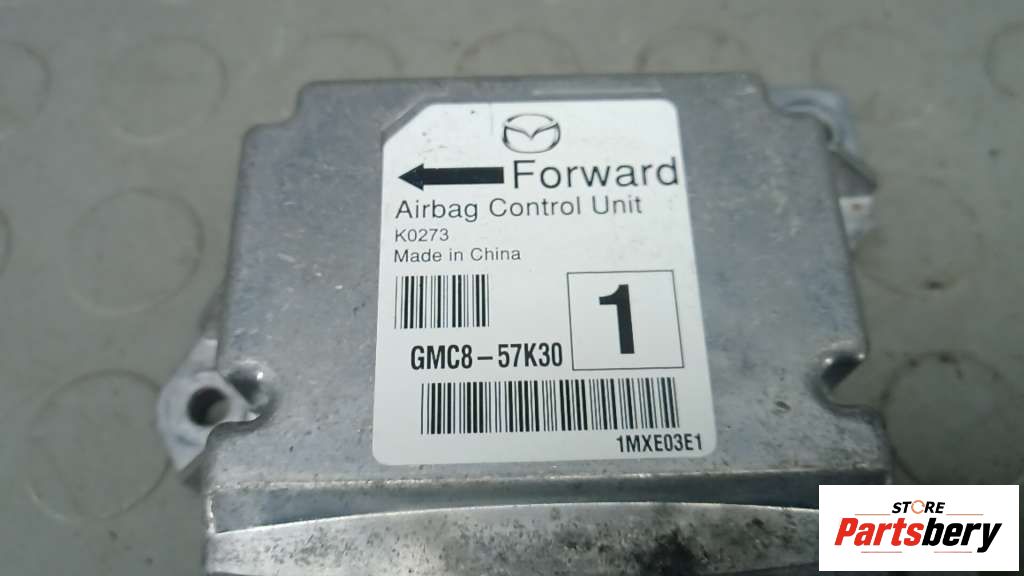 Forward
Airbag Control Unit
K0273
Made in China
1
GMC8-57K30
1MXE03E1
STORE
Partsbery